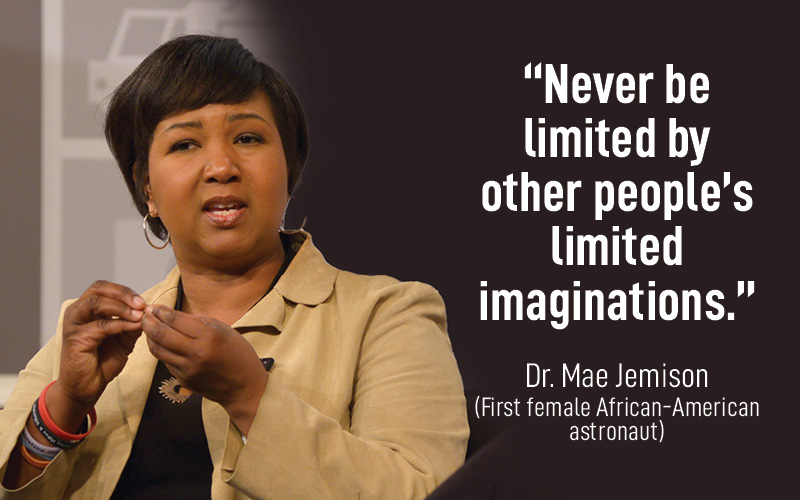 “Never be
limited by
other people’s
limited
imaginations.”
Dr. Mae Jemison
(First female African-American
astronaut)